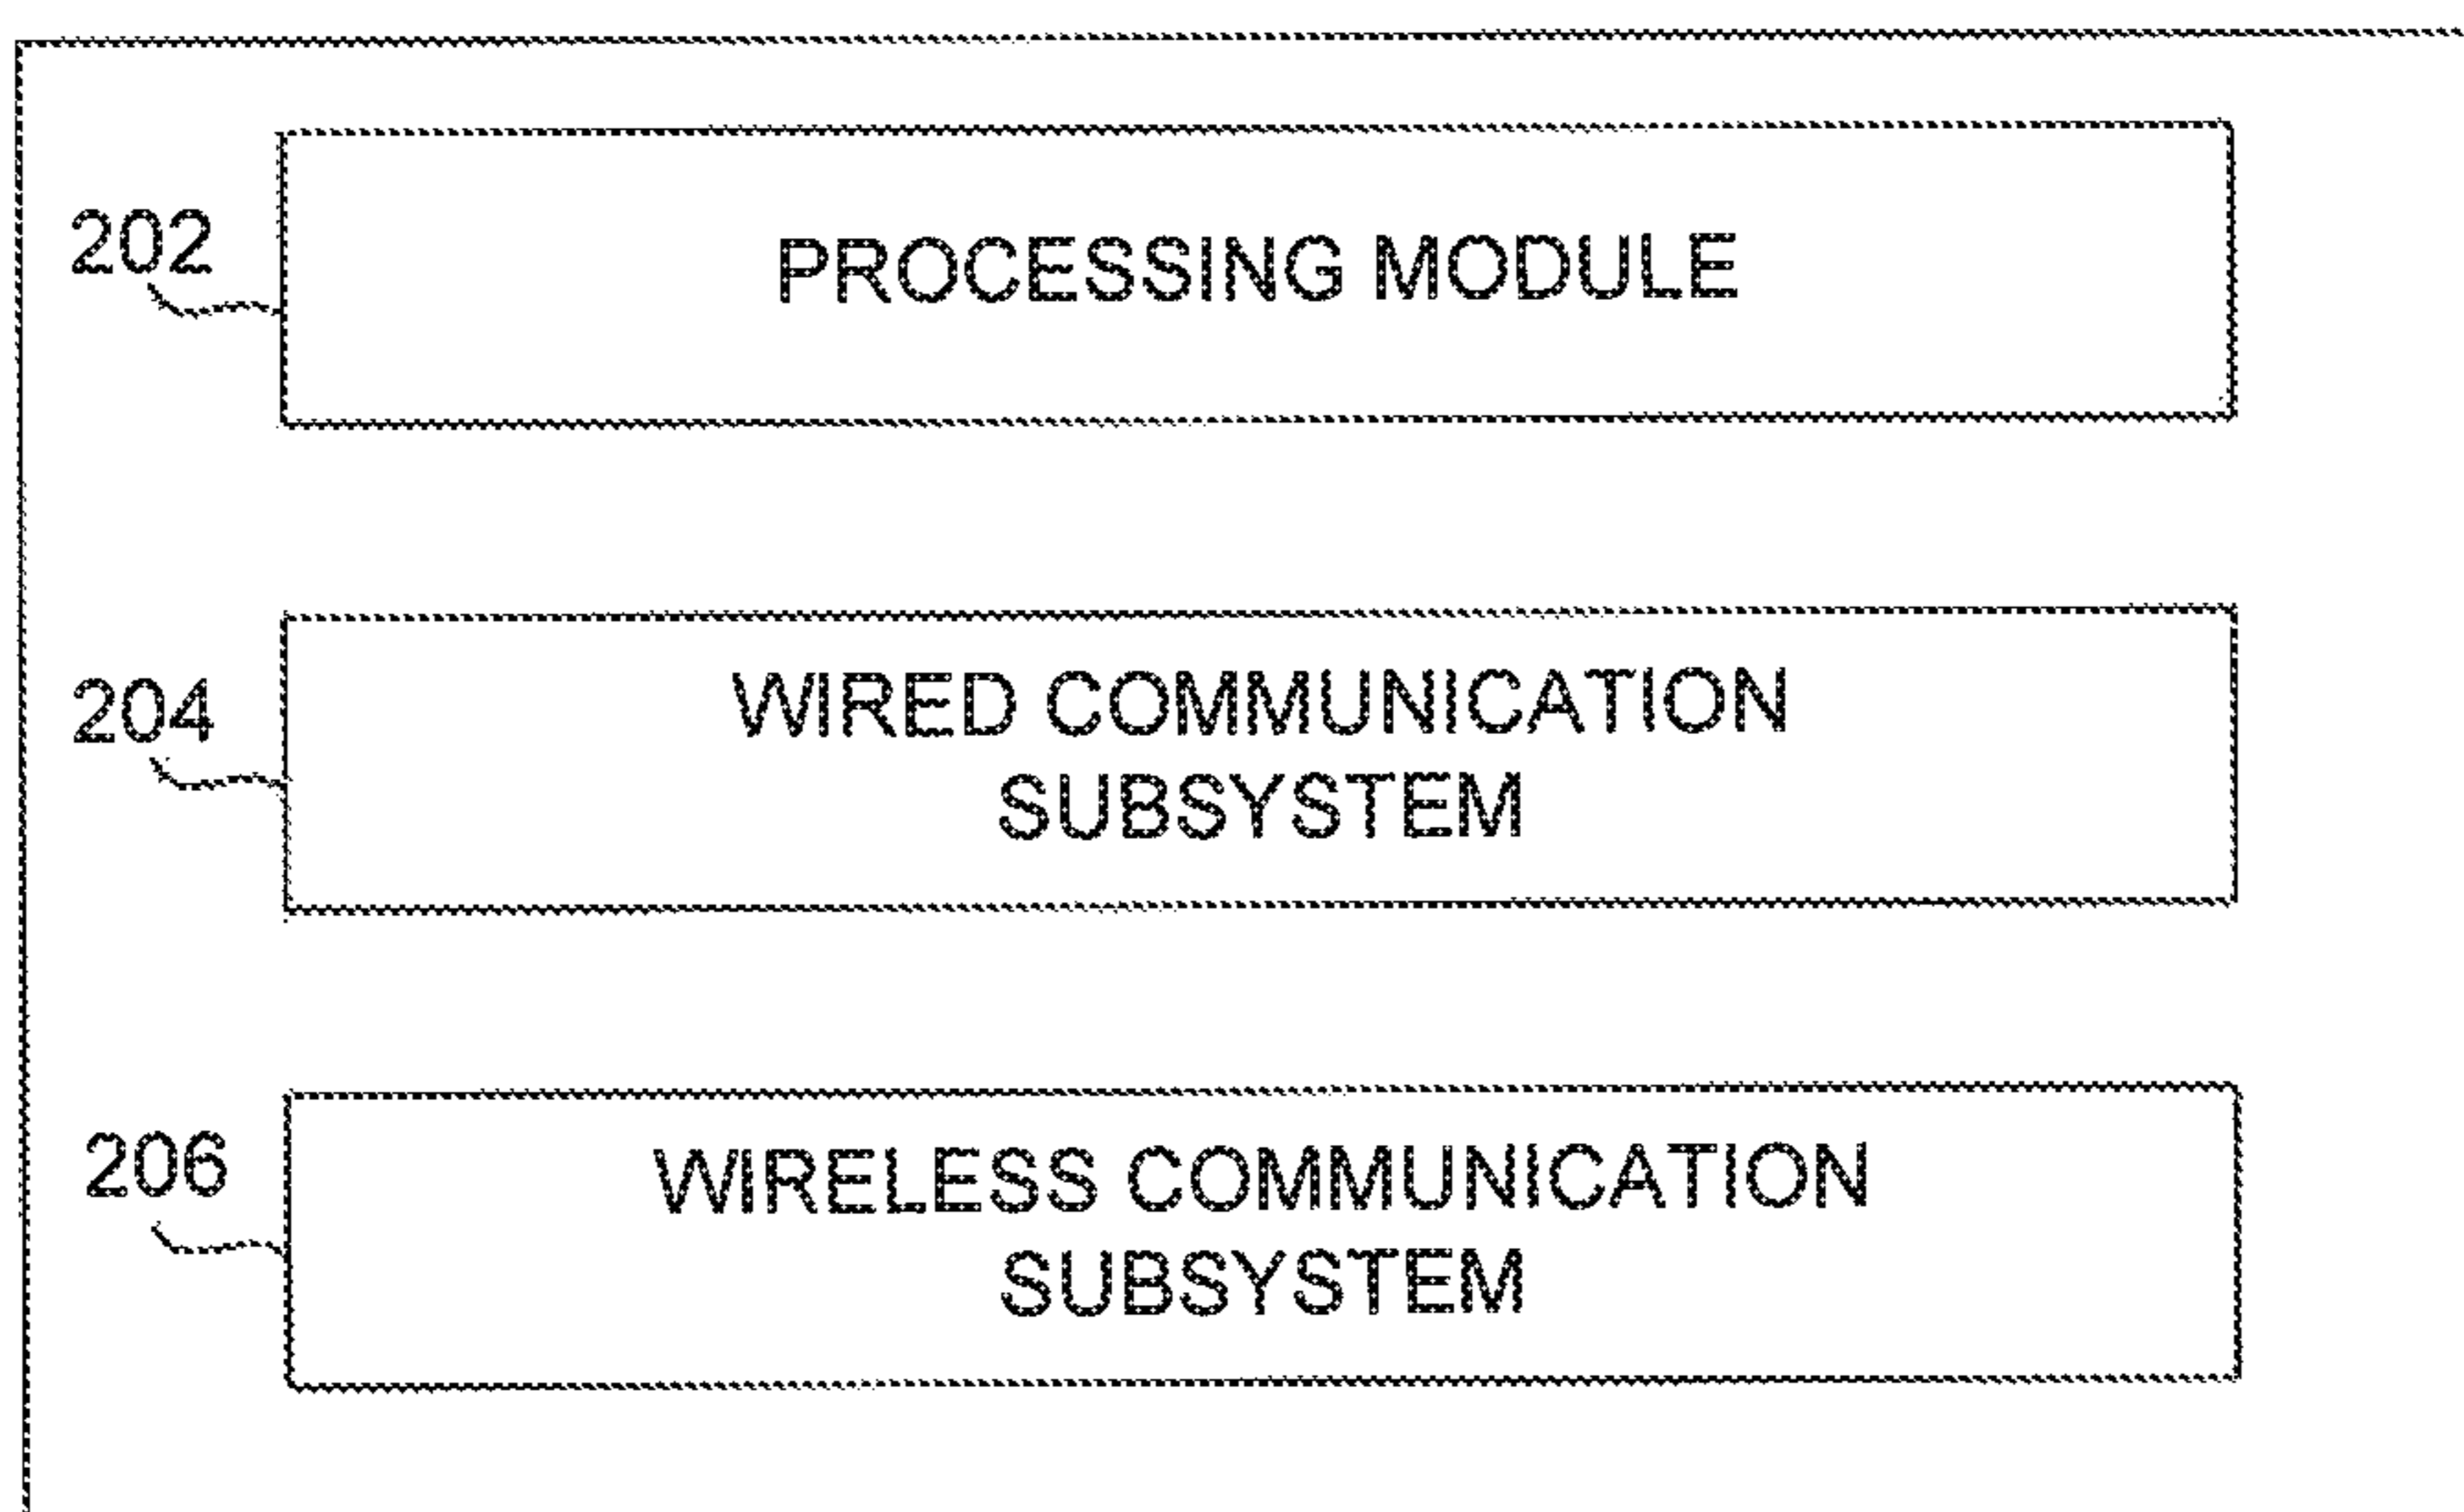 202
PROCESSING MODULE
204
WIRED COMMUNICATION
SUBSYSTEM
206
WIRELESS COMMUNICATION
SUBSYSTEM